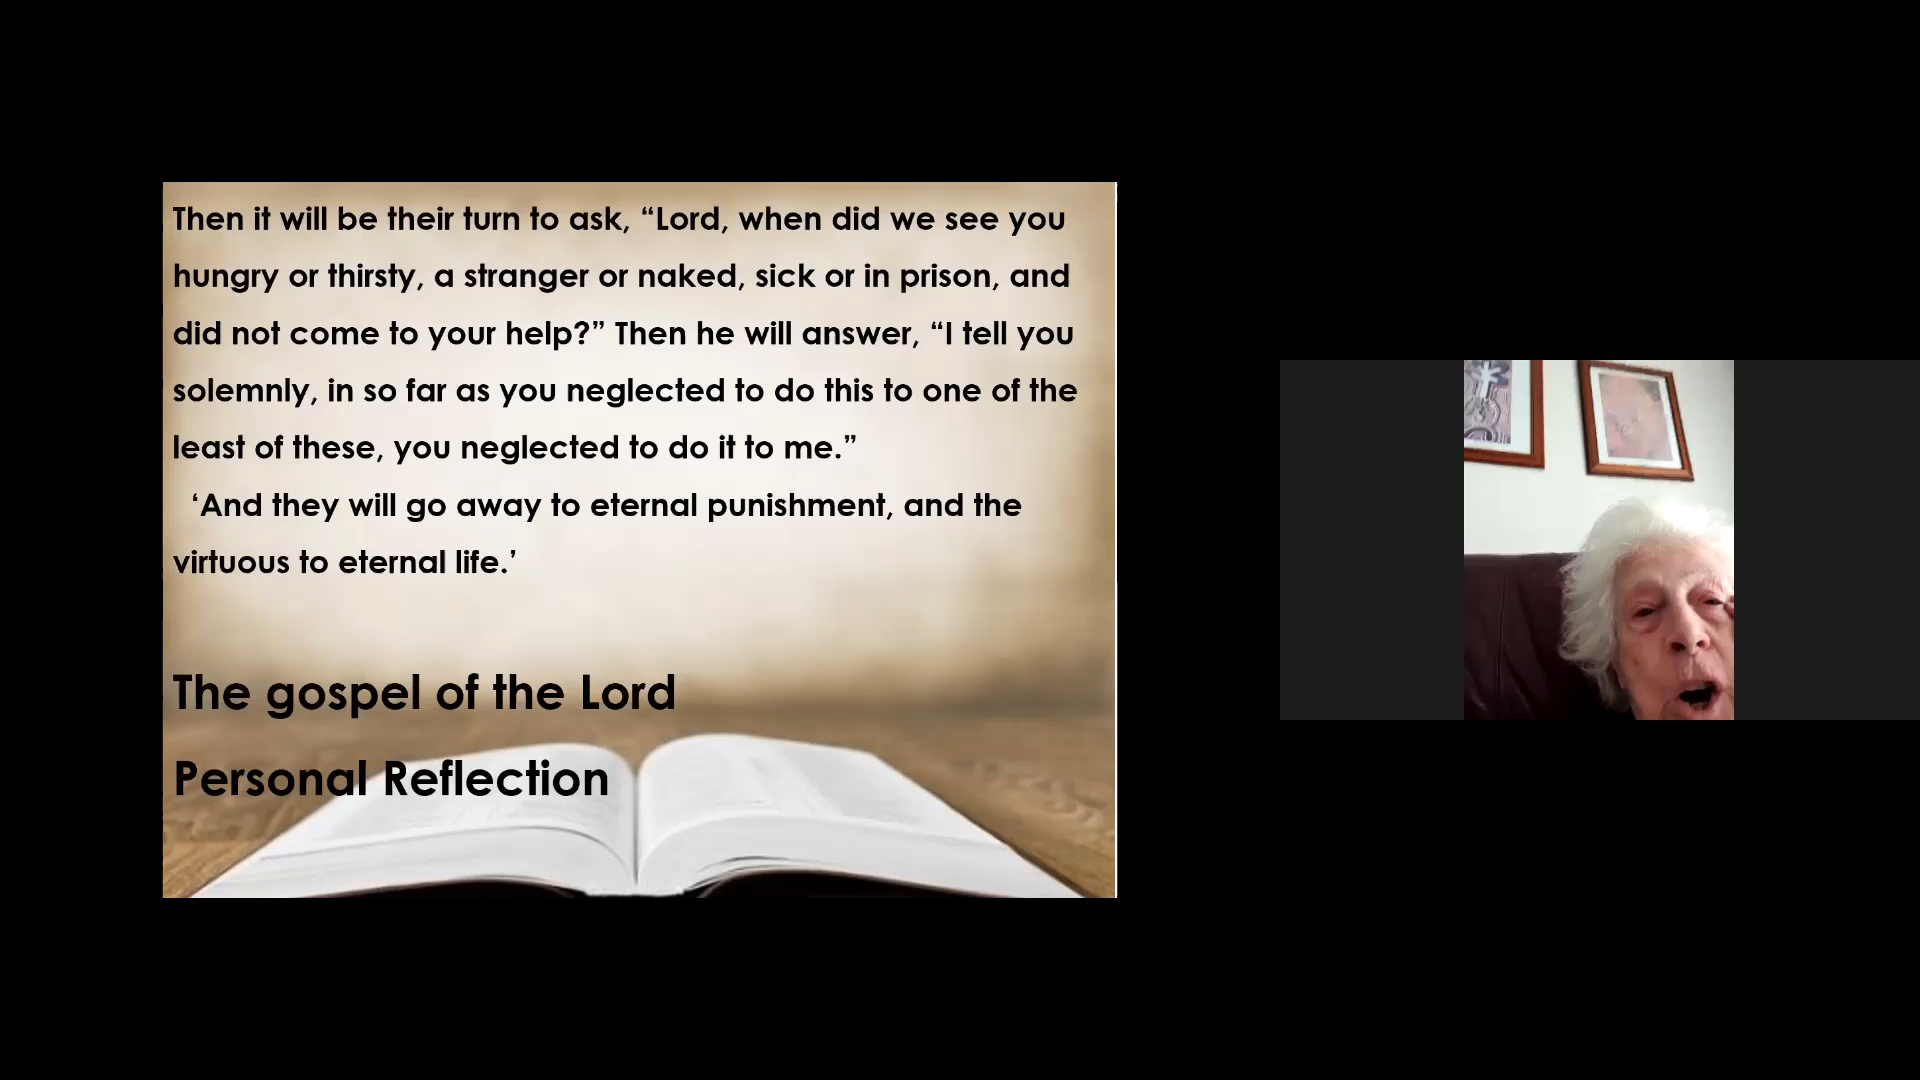 Then it will be their turn to ask, “Lord, when did we see you
hungry or thirsty, a stranger or naked, sick or in prison, and
did not come to your help?” Then he will answer, “I tell you
solemnly, in so far as you neglected to do this to one of the
least of these, you neglected to do it to me.”
‘And they will go away to eternal punishment, and the
virtuous to eternal life.’
The gospel of the Lord
Personal Reflection